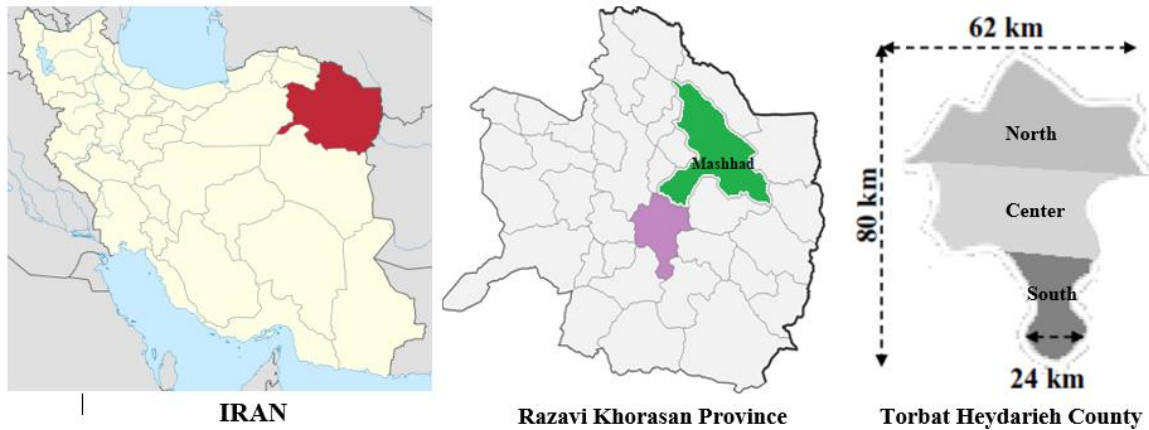 62 km
North
Mashhad
Center
80 km
South
24 km
IRAN
Razavi Khorasan Province
Torbat Heydarieh County